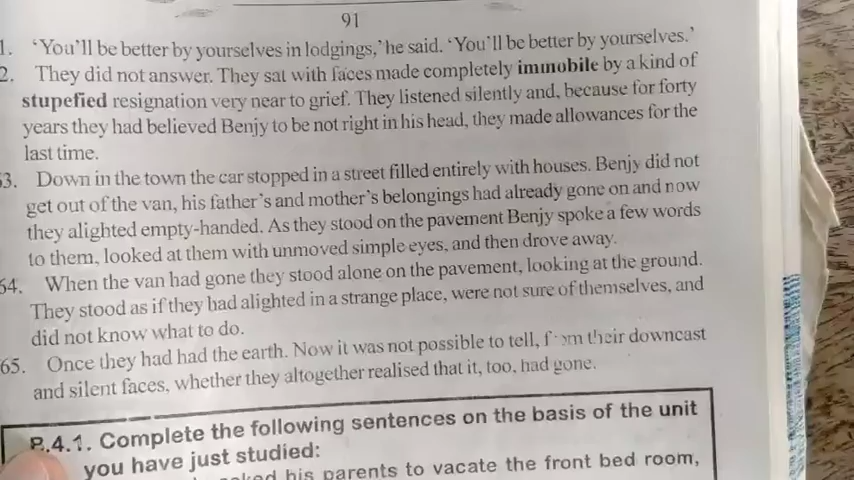 91
1. ‘You’ll be better by yourselves in lodgings,’ he said. ‘You’ll be better by yourselves.’
2. They did not answer. They sat with faces made completely immobile by a kind of
stupefied resignation very near to grief. They listened silently and, because for forty
years they had believed Benjy to be not right in his head, they made allowances for the
last time.
3. Down in the town the car stopped in a street filled entirely with houses. Benjy did not
get out of the van, his father’s and mother’s belongings had already gone on and now
they alighted empty-handed. As they stood on the pavement Benjy spoke a few words
to them, looked at them with unmoved simple eyes, and then drove away.
64. When the van had gone they stood alone on the pavement, looking at the ground.
They stood as if they had alighted in a strange place, were not sure of themselves, and
did not know what to do.
65. Once they had had the earth. Now it was not possible to tell, from their downcast
and silent faces, whether they altogether realised that it, too, had gone.
B.4.1. Complete the following sentences on the basis of the unit
you have just studied:
his parents to vacate the front bed room,